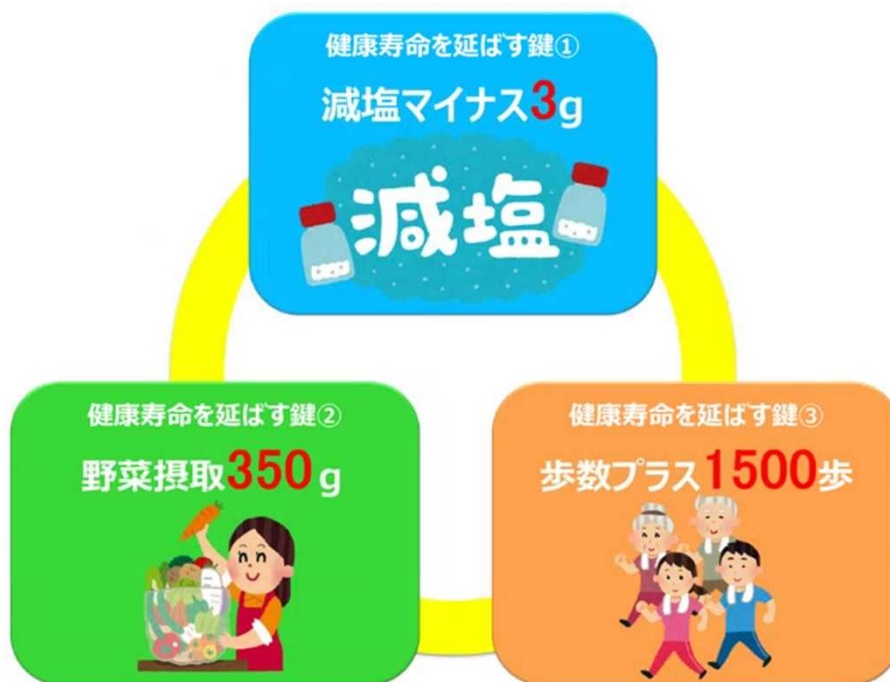 健康寿命を延ばす鍵①
減塩マイナス3g
減塩
健康寿命を延ばす鍵②
野菜摂取350g
健康寿命を延ばす鍵③
歩数プラス1500歩